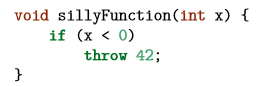 void sillyFunction(int x) {
    if (x < 0)
        throw 42;
}